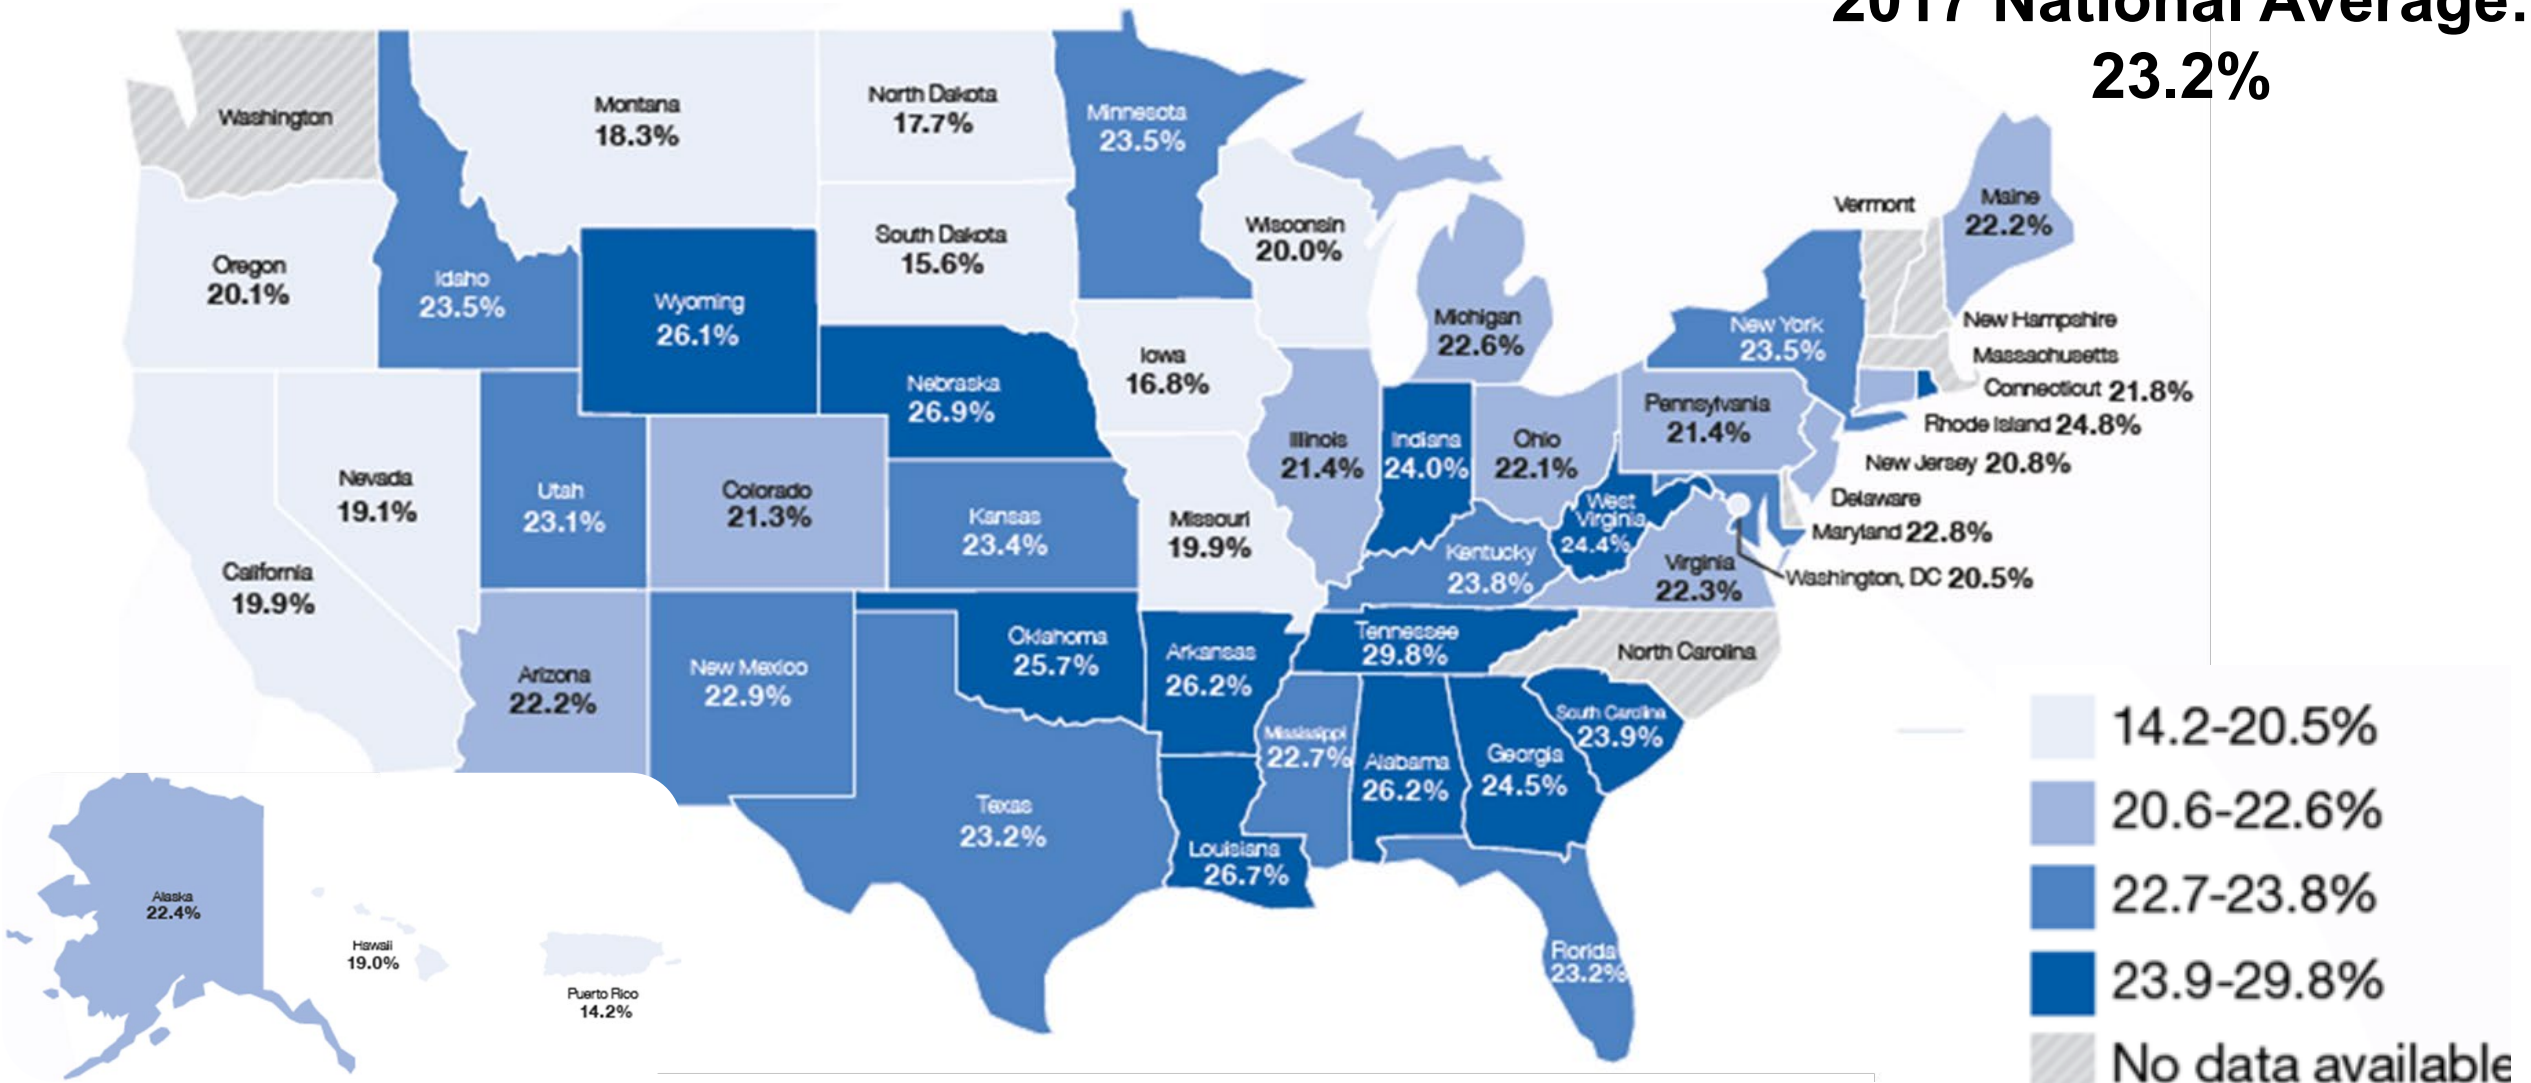 2017 National Average:
23.2%
Washington
Montana
18.3%
North Dakota
17.7%
Minnesota
23.5%
Oregon
20.1%
Idaho
23.5%
Wyoming
26.1%
South Dakota
15.6%
Wisconsin
20.0%
Michigan
22.6%
Vermont
Maine
22.2%
New York
23.5%
New Hampshire
Massachusetts
Connecticut 21.8%
Rhode Island 24.8%
New Jersey 20.8%
Delaware
Maryland 22.8%
Washington, DC 20.5%
Nebraska
26.9%
Iowa
16.8%
Illinois
21.4%
Indiana
24.0%
Ohio
22.1%
Pennsylvania
21.4%
Nevada
19.1%
Utah
23.1%
Colorado
21.3%
Kansas
23.4%
Missouri
19.9%
Kentucky
23.8%
West
Virginia
24.4%
Virginia
22.3%
California
19.9%
Arizona
22.2%
New Mexico
22.9%
Oklahoma
25.7%
Arkansas
26.2%
Tennessee
29.8%
North Carolina
South Carolina
23.9%
Mississippi
22.7%
Alabama
26.2%
Georgia
24.5%
Texas
23.2%
Louisiana
26.7%
Florida
23.2%
Alaska
22.4%
Hawaii
19.0%
Puerto Rico
14.2%
14.2-20.5%
20.6-22.6%
22.7-23.8%
23.9-29.8%
No data available